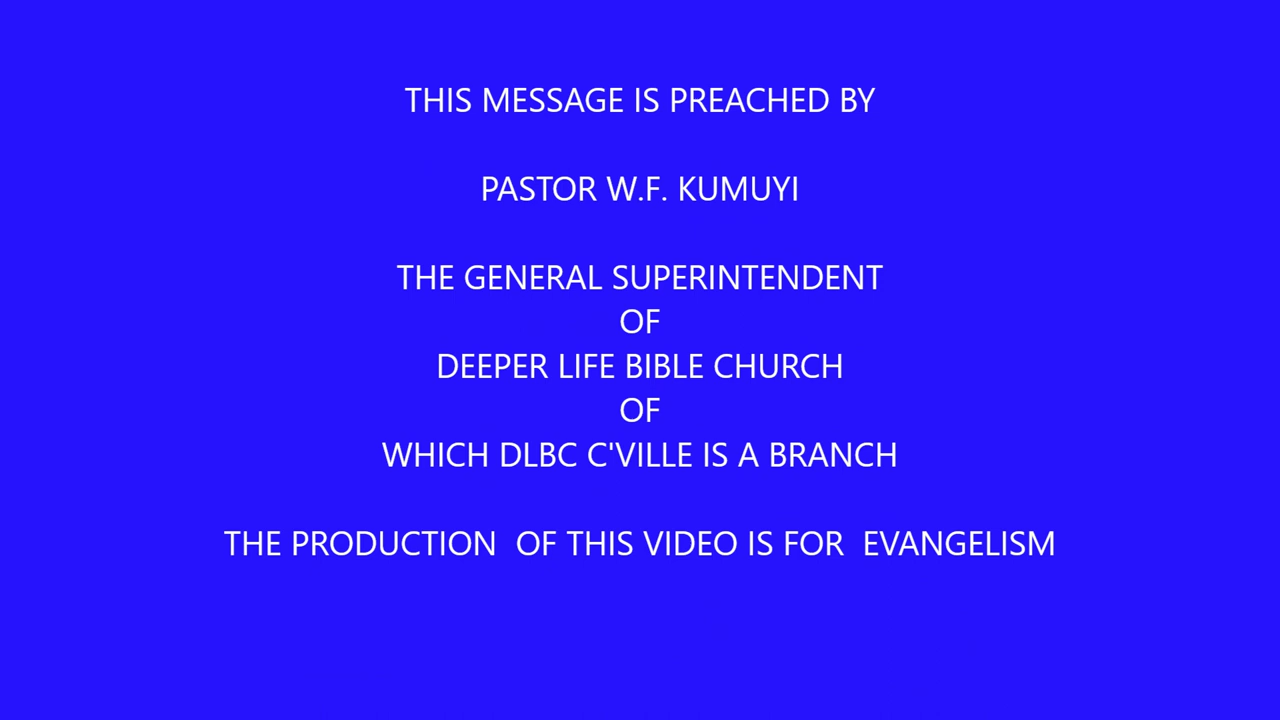 THIS MESSAGE IS PREACHED BY
PASTOR W.F. KUMUYI
THE GENERAL SUPERINTENDENT
OF
DEEPER LIFE BIBLE CHURCH
OF
WHICH DLBC C'VILLE IS A BRANCH
THE PRODUCTION  OF THIS VIDEO IS FOR  EVANGELISM